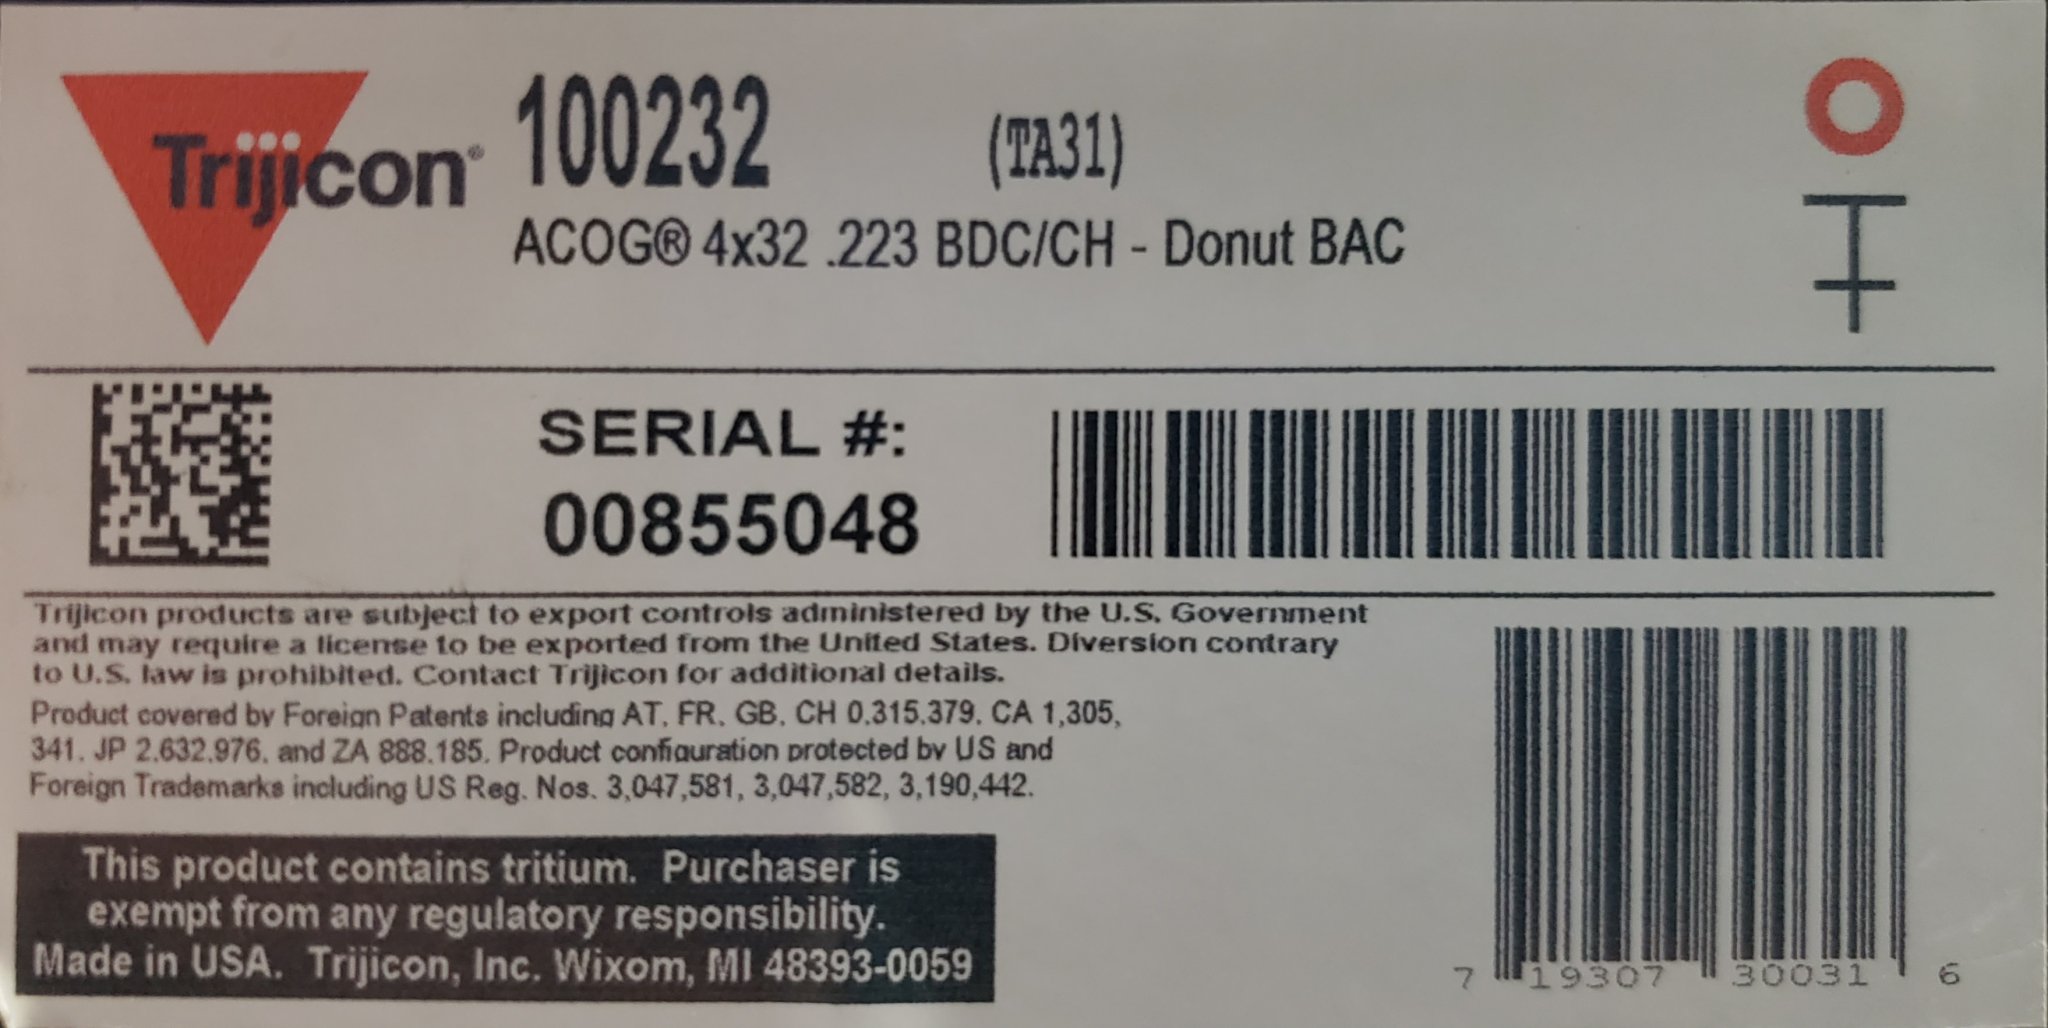 Trijicon®
100232 (TA31)
ACOG® 4x32 .223 BDC/CH - Donut BAC
SERIAL #:
00855048
Trijicon products are subject to export controls administered by the U.S. Government
and may require a license to be exported from the United States. Diversion contrary
to U.S. law is prohibited. Contact Trijicon for additional details.
Product covered by Foreign Patents including AT, FR, GB, CH 0,315,379, CA 1,305,
341, JP 2,632,976, and ZA 888,185. Product configuration protected by US and
Foreign Trademarks including US Reg. Nos. 3,047,581, 3,047,582, 3,190,442.
This product contains tritium. Purchaser is
exempt from any regulatory responsibility.
Made in USA. Trijicon, Inc. Wixom, MI 48393-0059
7 19307 30031 6